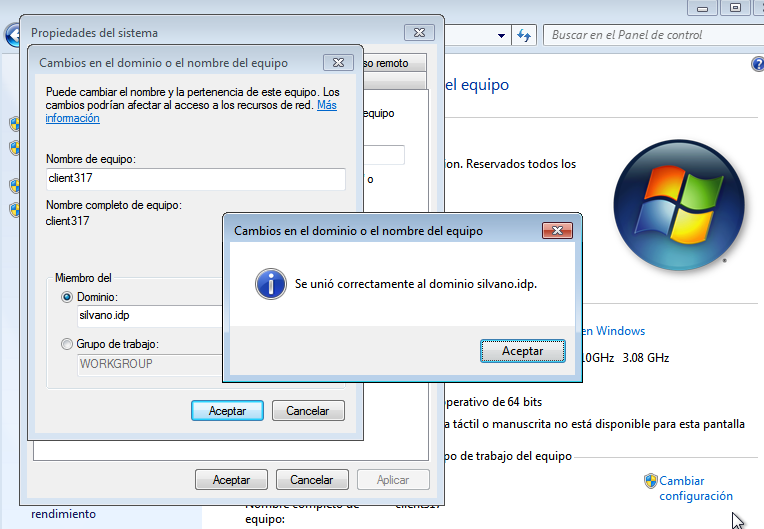 Propiedades del sistema
Buscar en el Panel de control
Cambios en el dominio o el nombre del equipo
so remoto
Puede cambiar el nombre y la pertenencia de este equipo. Los
cambios podrían afectar al acceso a los recursos de red. Más
información
el equipo
equipo
Nombre de equipo:
client317
ion. Reservados todos los
o
Nombre completo de equipo:
client317
Cambios en el dominio o el nombre del equipo
Se unió correctamente al dominio silvano.idp.
Aceptar
Miembro del
Dominio:
silvano.idp
Grupo de trabajo:
WORKGROUP
Aceptar
Cancelar
en Windows
0GHz 3.08 GHz
perativo de 64 bits
a táctil o manuscrita no está disponible para esta pantalla
po de trabajo del equipo
Aceptar
Cancelar
Aplicar
Cambiar
configuración
rendimiento
Nombre completo de
equipo:
client317